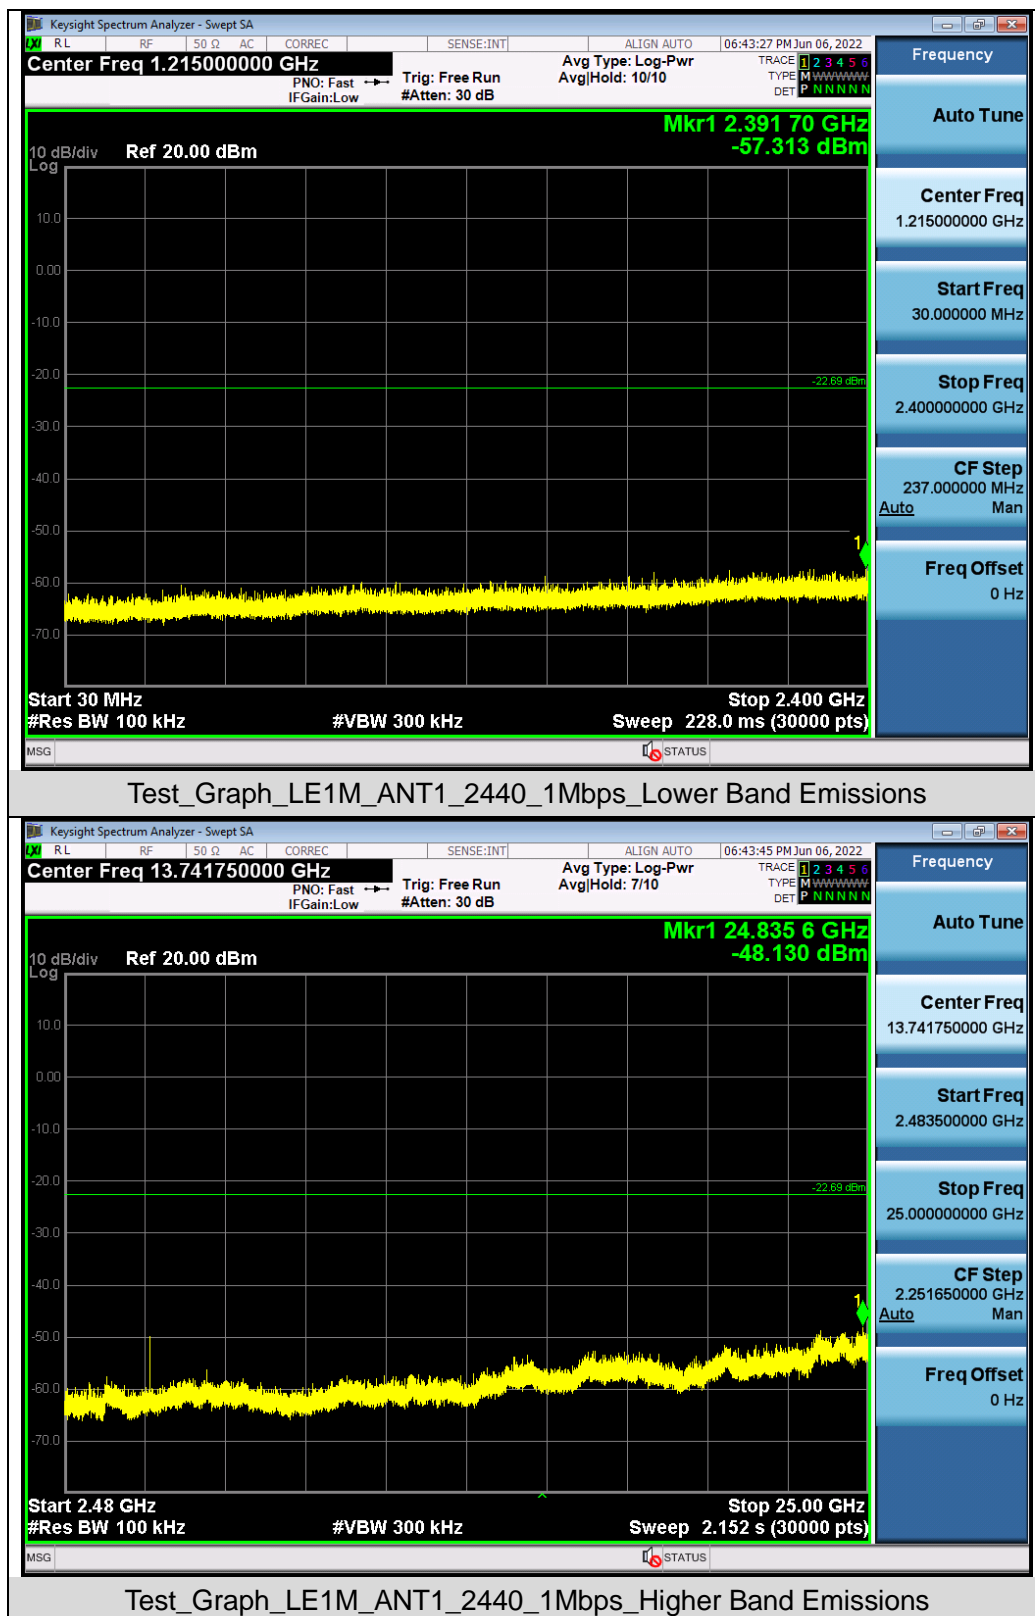 Keysight Spectrum Analyzer - Swept SA
LXI RL RF 50 Ω AC CORREC SENSE:INT ALIGN AUTO 06:43:27 PM Jun 06, 2022
Center Freq 1.215000000 GHz
PNO: Fast
IFGain:Low
Trig: Free Run
#Atten: 30 dB
Avg Type: Log-Pwr
Avg|Hold: 10/10
TRACE 1 2 3 4 5 6
TYPE M WWWWW
DET P N N N N N
Frequency
Mkr1 2.391 70 GHz
-57.313 dBm
10 dB/div Ref 20.00 dBm
Log
10.0
0.00
-10.0
-20.0
-22.69 dBm
-30.0
-40.0
-50.0
1
-60.0
-70.0
Start 30 MHz Stop 2.400 GHz
#Res BW 100 kHz #VBW 300 kHz Sweep 228.0 ms (30000 pts)
MSG STATUS
Auto Tune
Center Freq
1.215000000 GHz
Start Freq
30.000000 MHz
Stop Freq
2.400000000 GHz
CF Step
237.000000 MHz
Auto Man
Freq Offset
0 Hz
Test_Graph_LE1M_ANT1_2440_1Mbps_Lower Band Emissions
Keysight Spectrum Analyzer - Swept SA
LXI RL RF 50 Ω AC CORREC SENSE:INT ALIGN AUTO 06:43:45 PM Jun 06, 2022
Center Freq 13.741750000 GHz
PNO: Fast
IFGain:Low
Trig: Free Run
#Atten: 30 dB
Avg Type: Log-Pwr
Avg|Hold: 7/10
TRACE 1 2 3 4 5 6
TYPE M WWWWW
DET P N N N N N
Frequency
Mkr1 24.835 6 GHz
-48.130 dBm
10 dB/div Ref 20.00 dBm
Log
10.0
0.00
-10.0
-20.0
-22.69 dBm
-30.0
-40.0
1
-50.0
-60.0
-70.0
Start 2.48 GHz Stop 25.00 GHz
#Res BW 100 kHz #VBW 300 kHz Sweep 2.152 s (30000 pts)
MSG STATUS
Auto Tune
Center Freq
13.741750000 GHz
Start Freq
2.483500000 GHz
Stop Freq
25.000000000 GHz
CF Step
2.251650000 GHz
Auto Man
Freq Offset
0 Hz
Test_Graph_LE1M_ANT1_2440_1Mbps_Higher Band Emissions